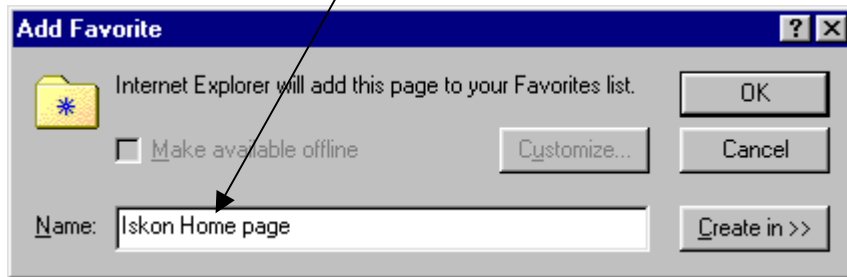 Add Favorite
Internet Explorer will add this page to your Favorites list.
OK
Make available offline
Customize...
Cancel
Name:
Iskon Home page
Create in >>